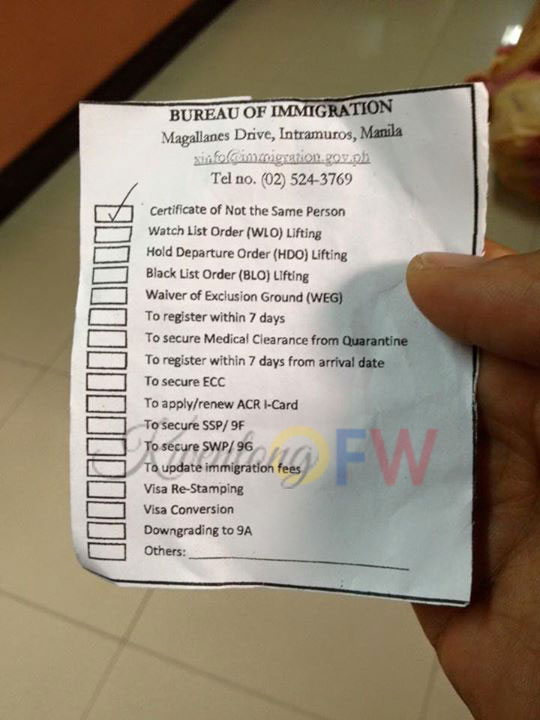 BUREAU OF IMMIGRATION
Magallanes Drive, Intramuros, Manila
xinfo@immigration.gov.ph
Tel no. (02) 524-3769
Certificate of Not the Same Person
Watch List Order (WLO) Lifting
Hold Departure Order (HDO) Lifting
Black List Order (BLO) Lifting
Waiver of Exclusion Ground (WEG)
To register within 7 days
To secure Medical Clearance from Quarantine
To register within 7 days from arrival date
To secure ECC
To apply/renew ACR I-Card
To secure SSP/ 9F
To secure SWP/ 9G
To update immigration fees
Visa Re-Stamping
Visa Conversion
Downgrading to 9A
Others:
OFW